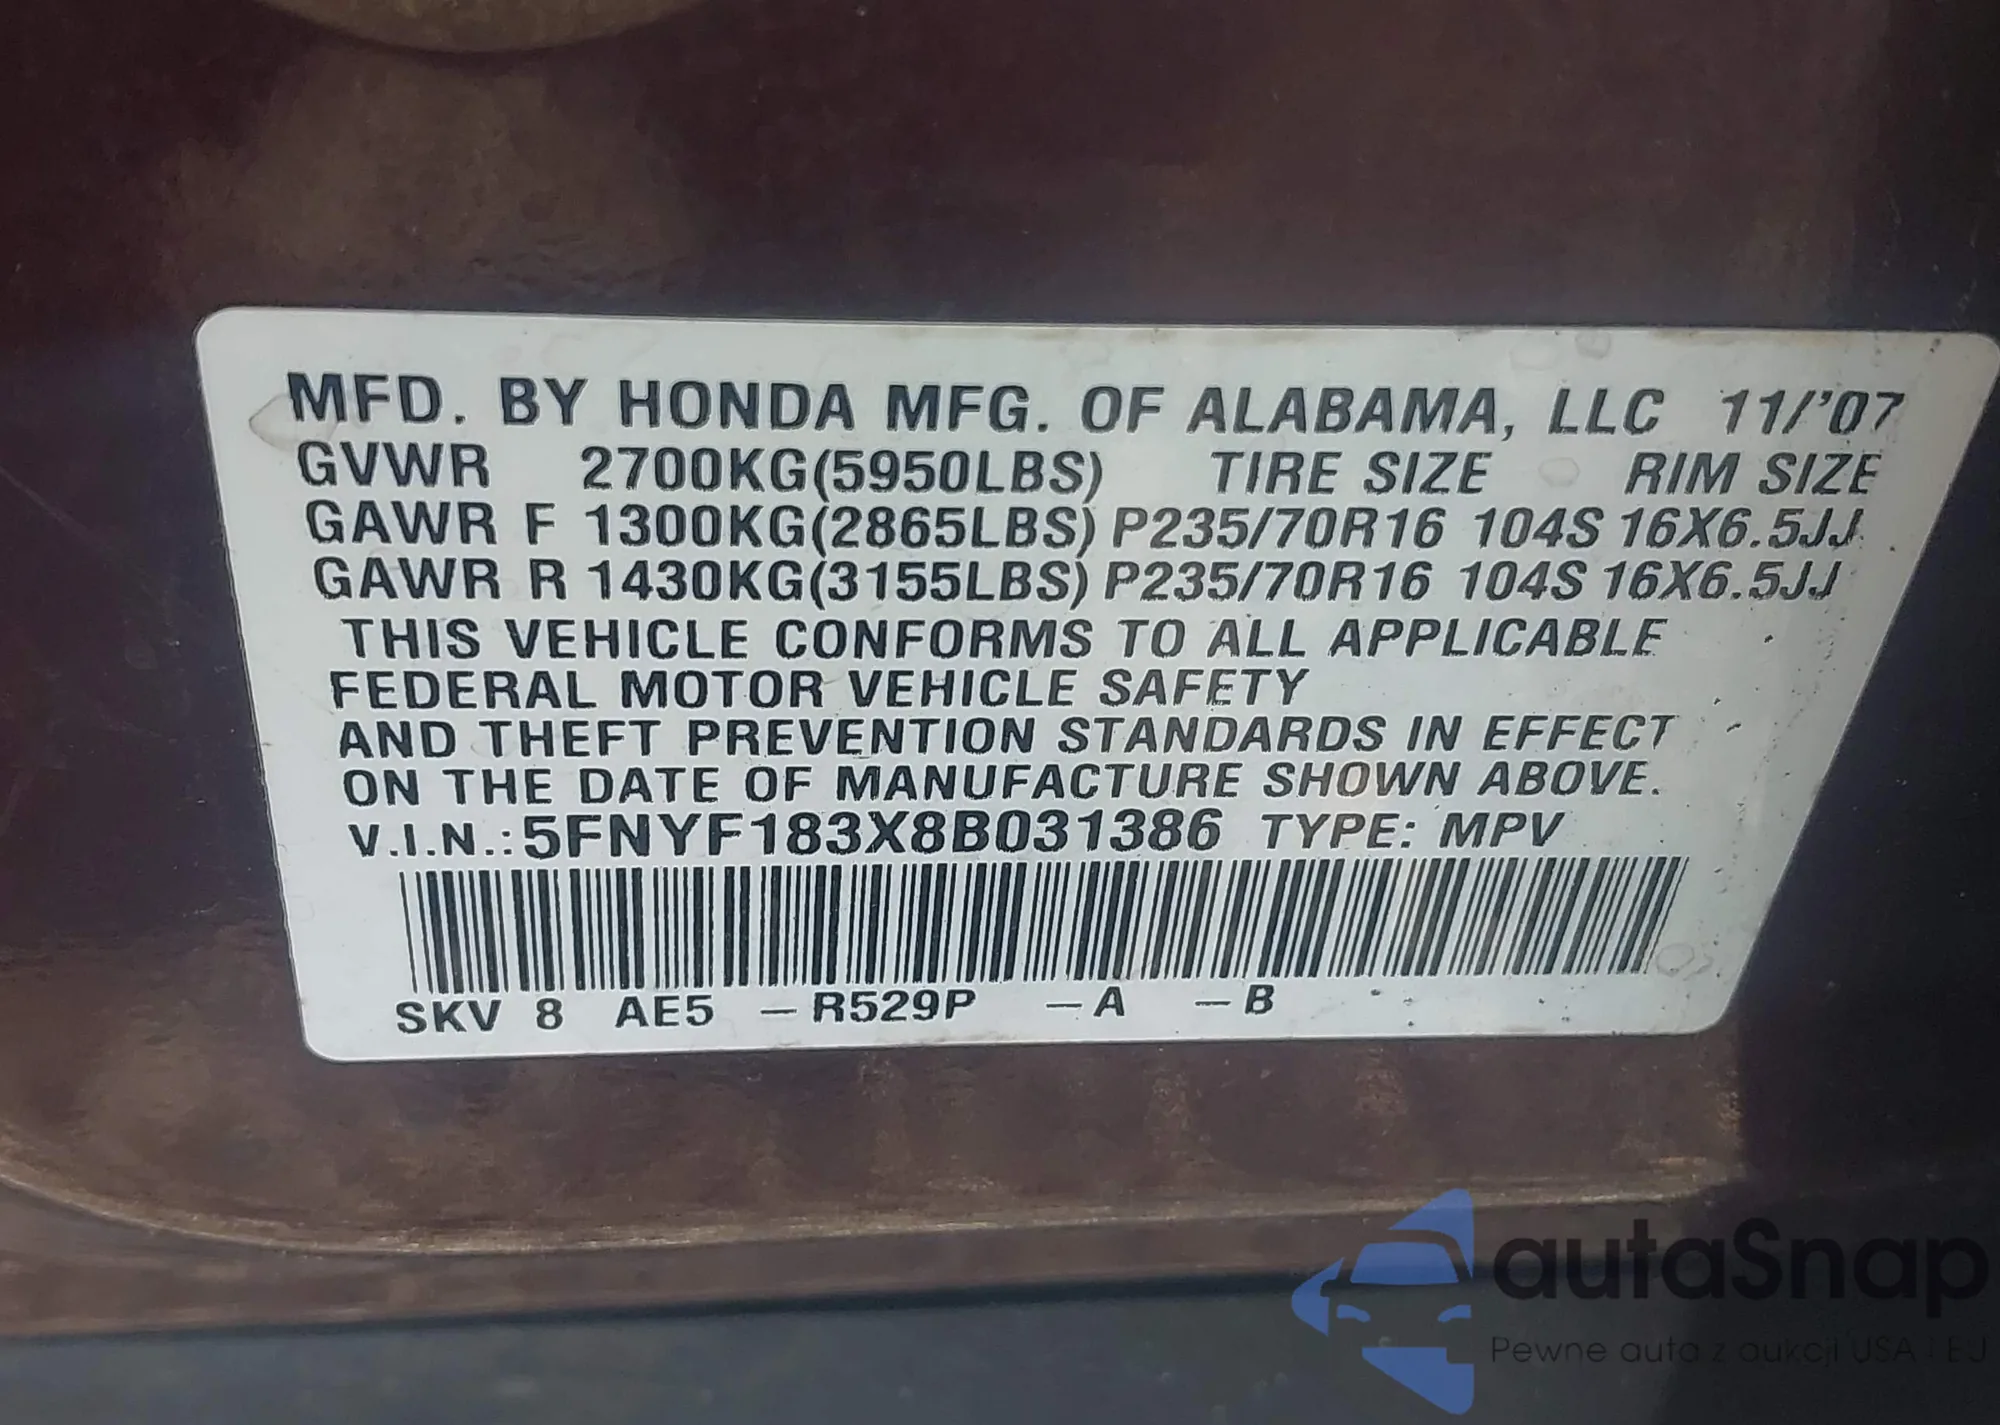 MFD. BY HONDA MFG. OF ALABAMA, LLC 11/'07
GVWR 2700KG(5950LBS) TIRE SIZE RIM SIZE
GAWR F 1300KG(2865LBS) P235/70R16 104S 16X6.5JJ
GAWR R 1430KG(3155LBS) P235/70R16 104S 16X6.5JJ
THIS VEHICLE CONFORMS TO ALL APPLICABLE
FEDERAL MOTOR VEHICLE SAFETY
AND THEFT PREVENTION STANDARDS IN EFFECT
ON THE DATE OF MANUFACTURE SHOWN ABOVE.
V.I.N.: 5FNYF183X8B031386 TYPE: MPV
SKV 8 AE5 – R529P – A – B
autaSnap
Pewne auta z aukcji USA i EJ